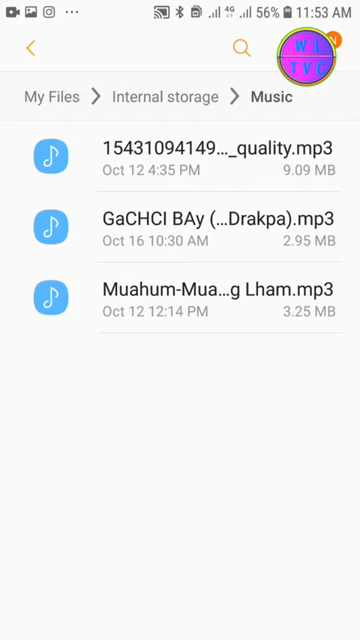 56% 11:53 AM
W L
T V C
N
My Files > Internal storage > Music
15431094149..._quality.mp3
Oct 12 4:35 PM 9.09 MB
GaCHCI BAy (...Drakpa).mp3
Oct 16 10:30 AM 2.95 MB
Muahum-Mua...g Lham.mp3
Oct 12 12:14 PM 3.25 MB